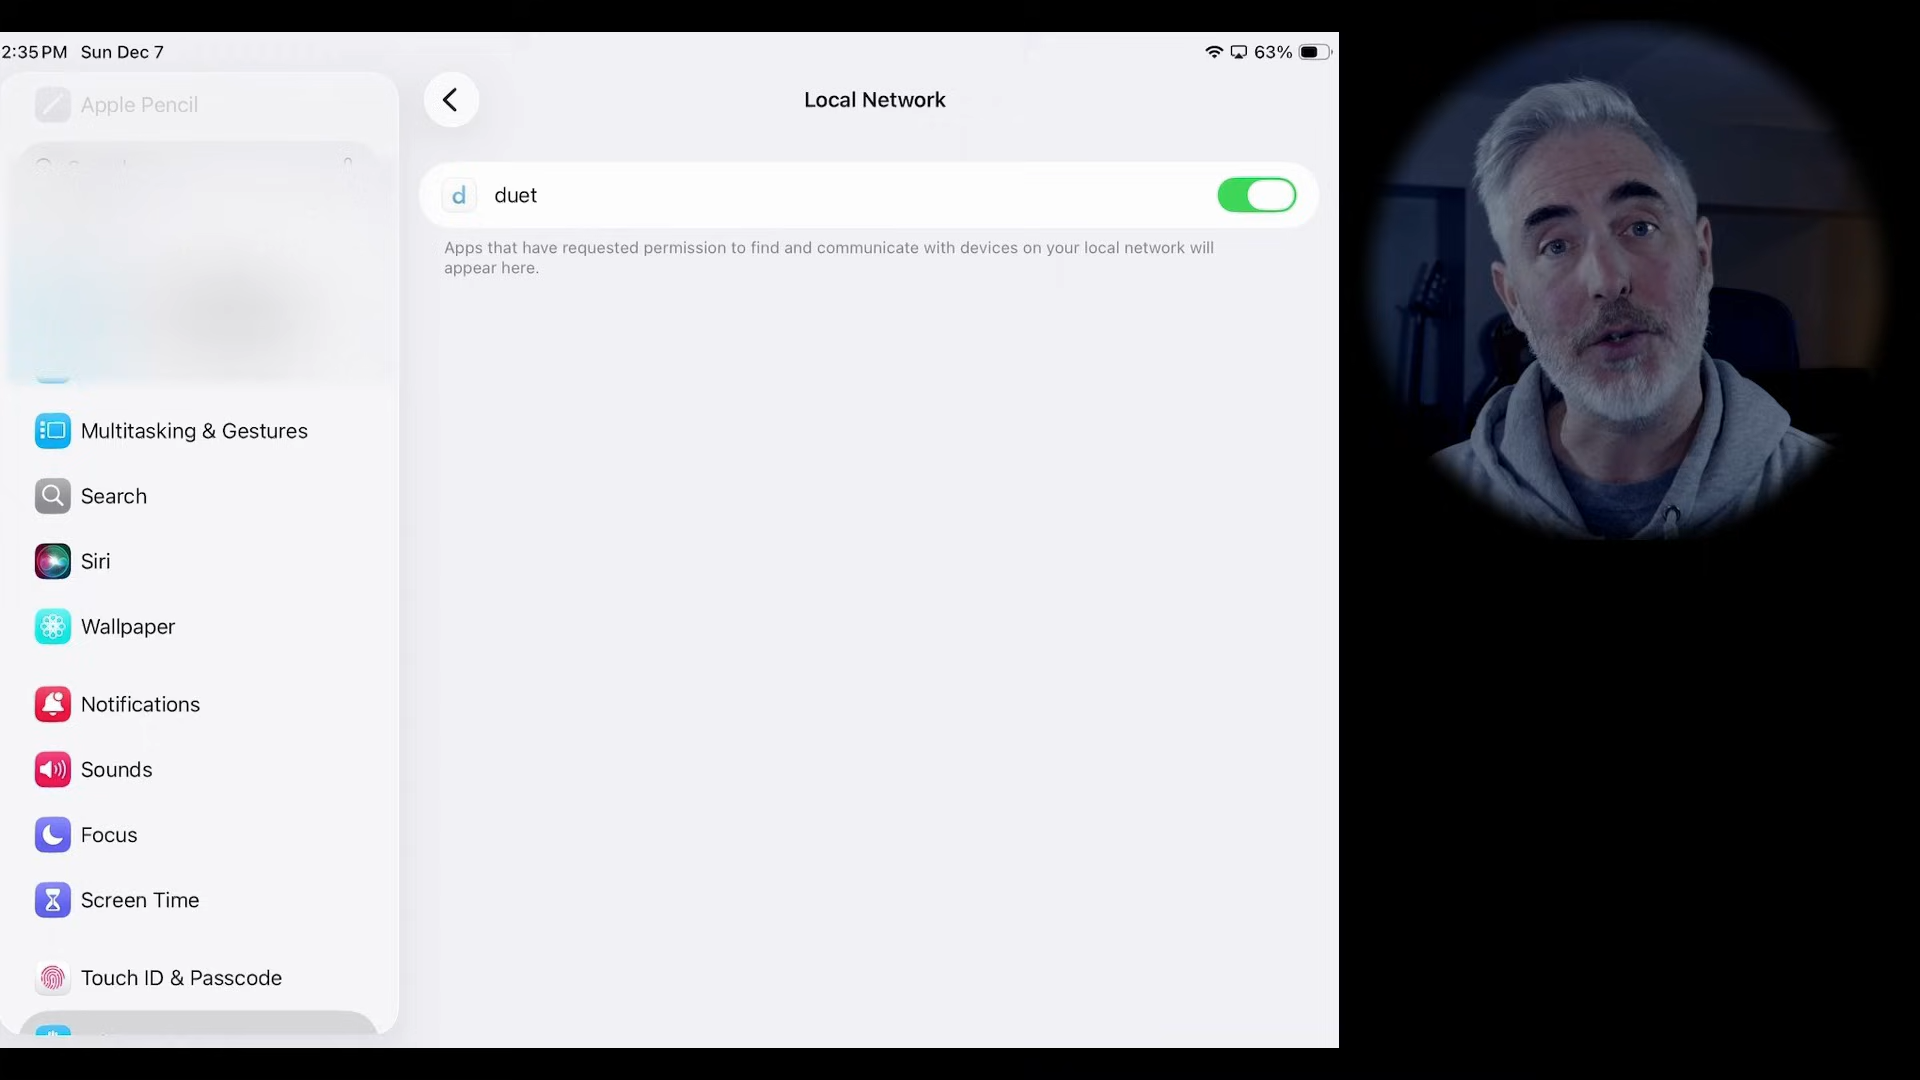 2:35 PM Sun Dec 7
63%
Apple Pencil
Local Network
d duet
Apps that have requested permission to find and communicate with devices on your local network will
appear here.
Multitasking & Gestures
Search
Siri
Wallpaper
Notifications
Sounds
Focus
Screen Time
Touch ID & Passcode